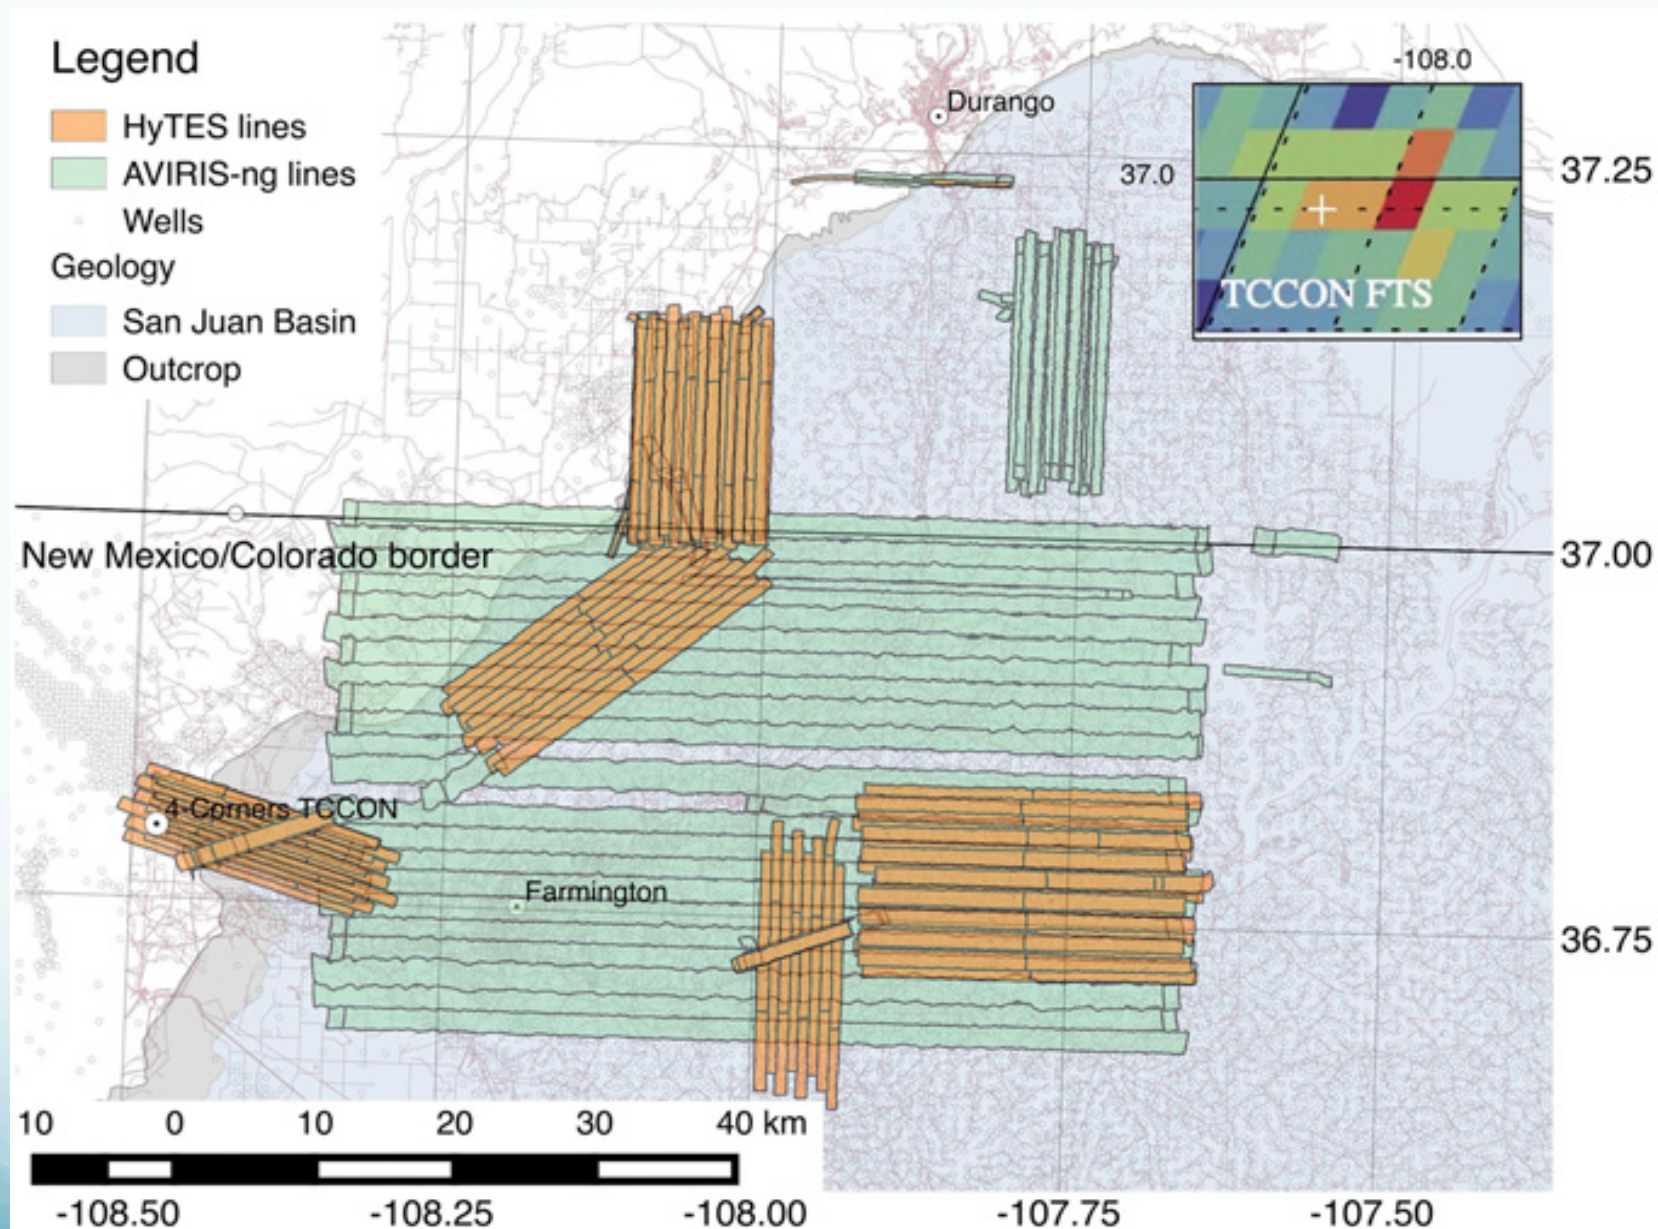 Legend
HyTES lines
AVIRIS-ng lines
Wells
Geology
San Juan Basin
Outcrop
Durango
-108.0
37.0
TCCON FTS
37.25
New Mexico/Colorado border
37.00
4-Corners TCCON
Farmington
36.75
10 0 10 20 30 40 km
-108.50 -108.25 -108.00 -107.75 -107.50